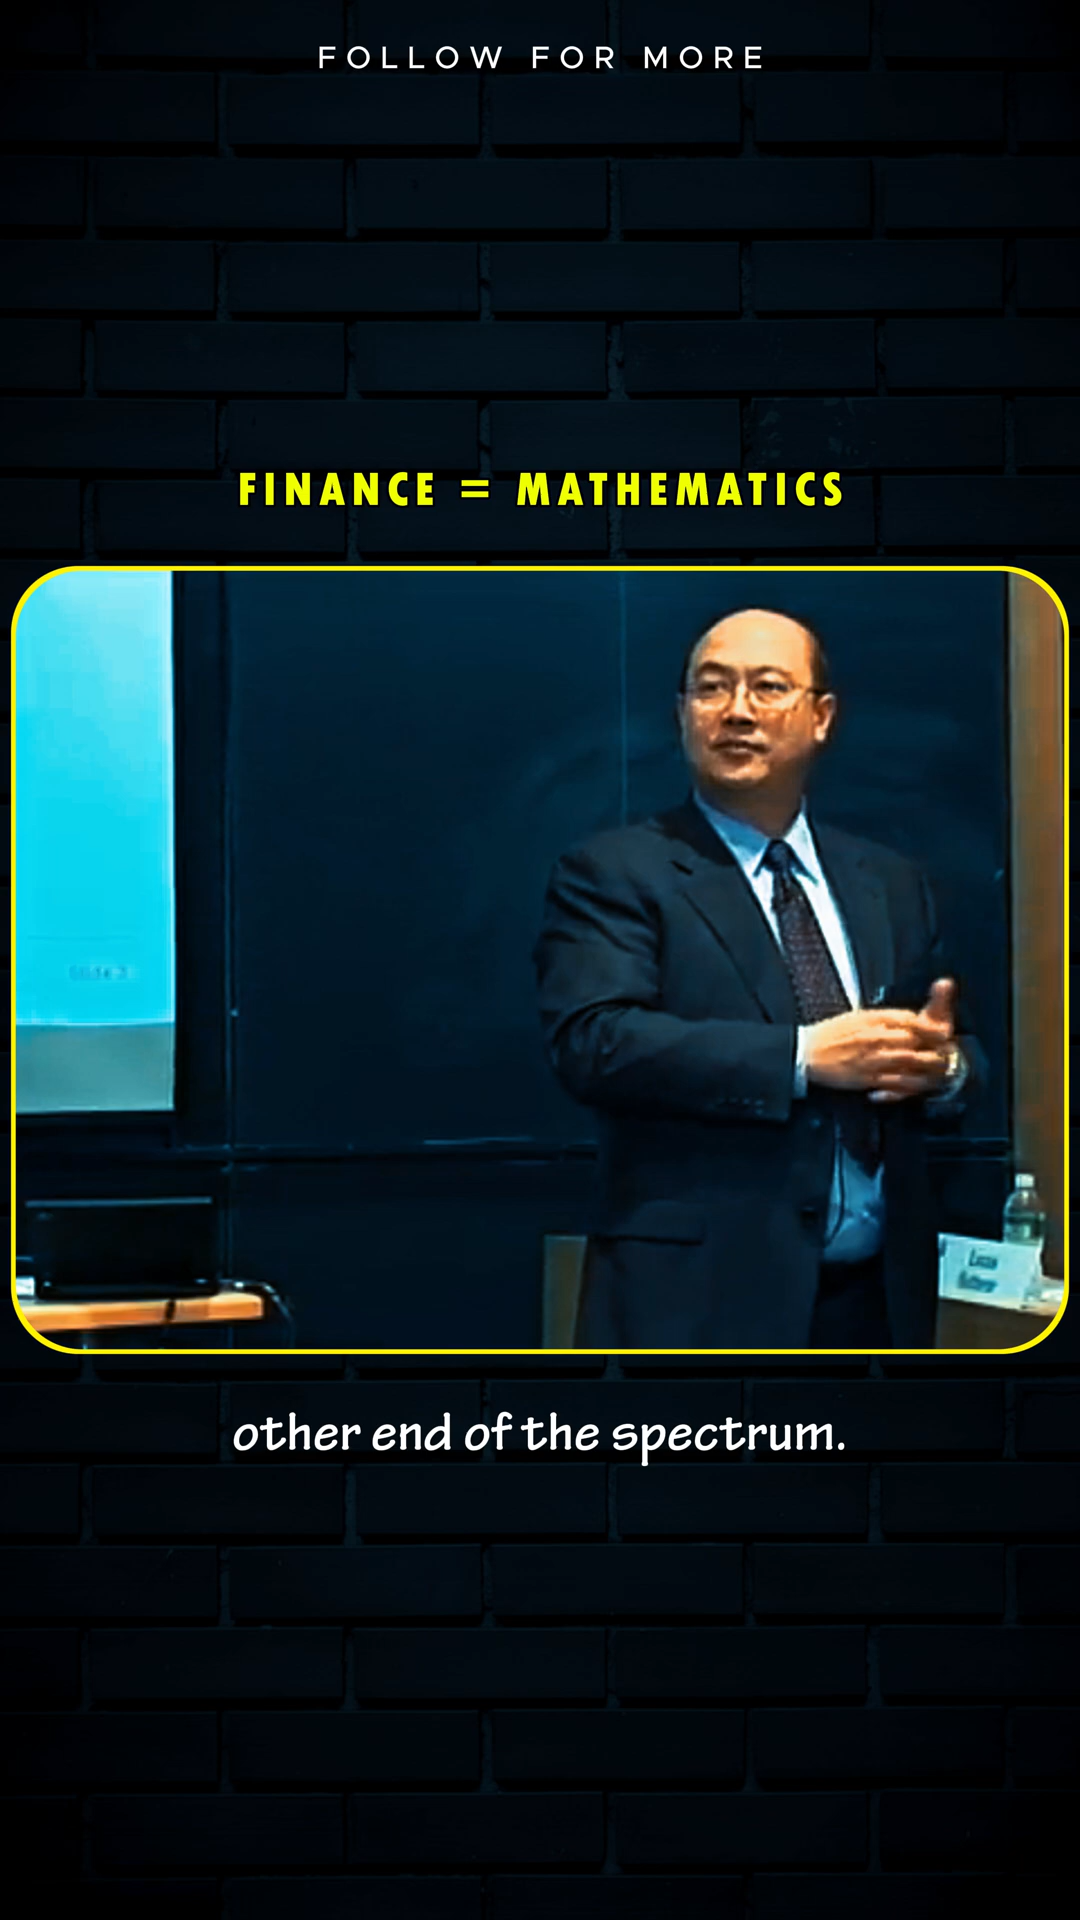 FOLLOW FOR MORE
FINANCE = MATHEMATICS
other end of the spectrum.